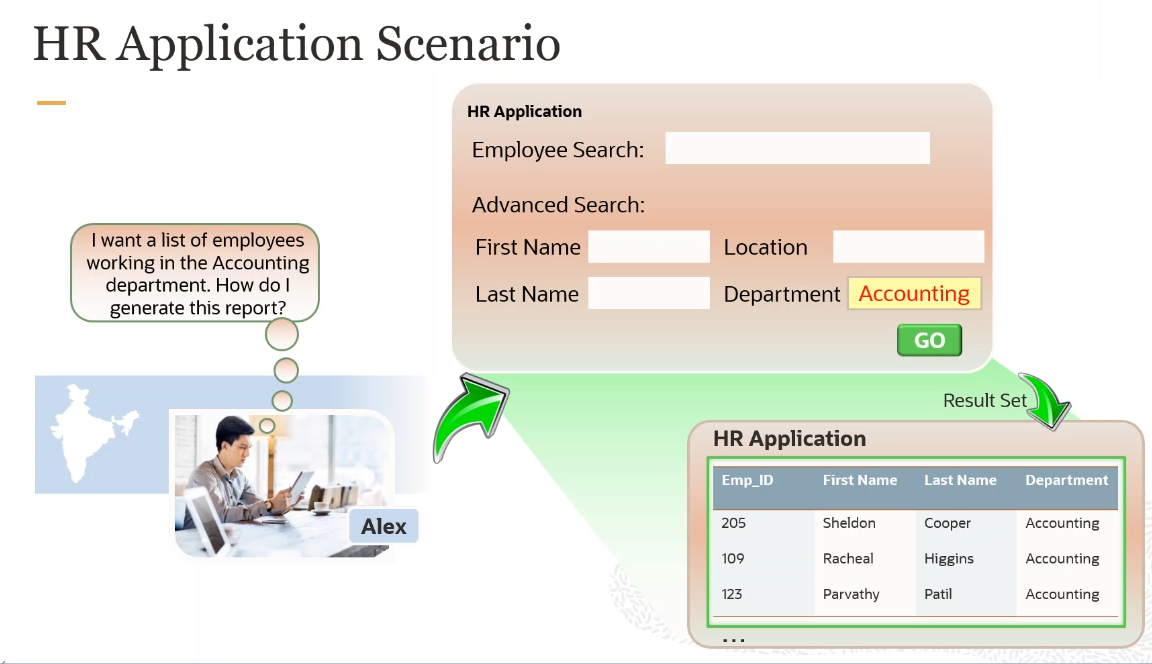 HR Application Scenario
I want a list of employees
working in the Accounting
department. How do I
generate this report?
Alex
HR Application
Employee Search:
Advanced Search:
First Name
Location
Last Name
Department Accounting
GO
Result Set
HR Application
Emp_ID First Name Last Name Department
205 Sheldon Cooper Accounting
109 Racheal Higgins Accounting
123 Parvathy Patil Accounting
...